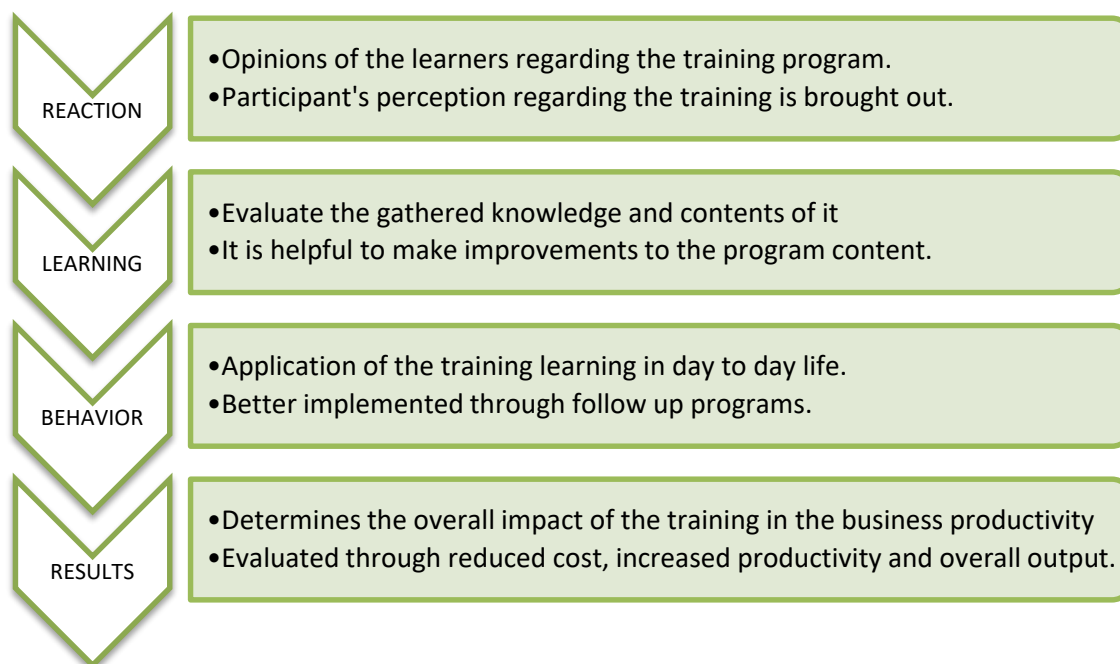 REACTION
•Opinions of the learners regarding the training program.
•Participant's perception regarding the training is brought out.
LEARNING
•Evaluate the gathered knowledge and contents of it
•It is helpful to make improvements to the program content.
BEHAVIOR
•Application of the training learning in day to day life.
•Better implemented through follow up programs.
RESULTS
•Determines the overall impact of the training in the business productivity
•Evaluated through reduced cost, increased productivity and overall output.